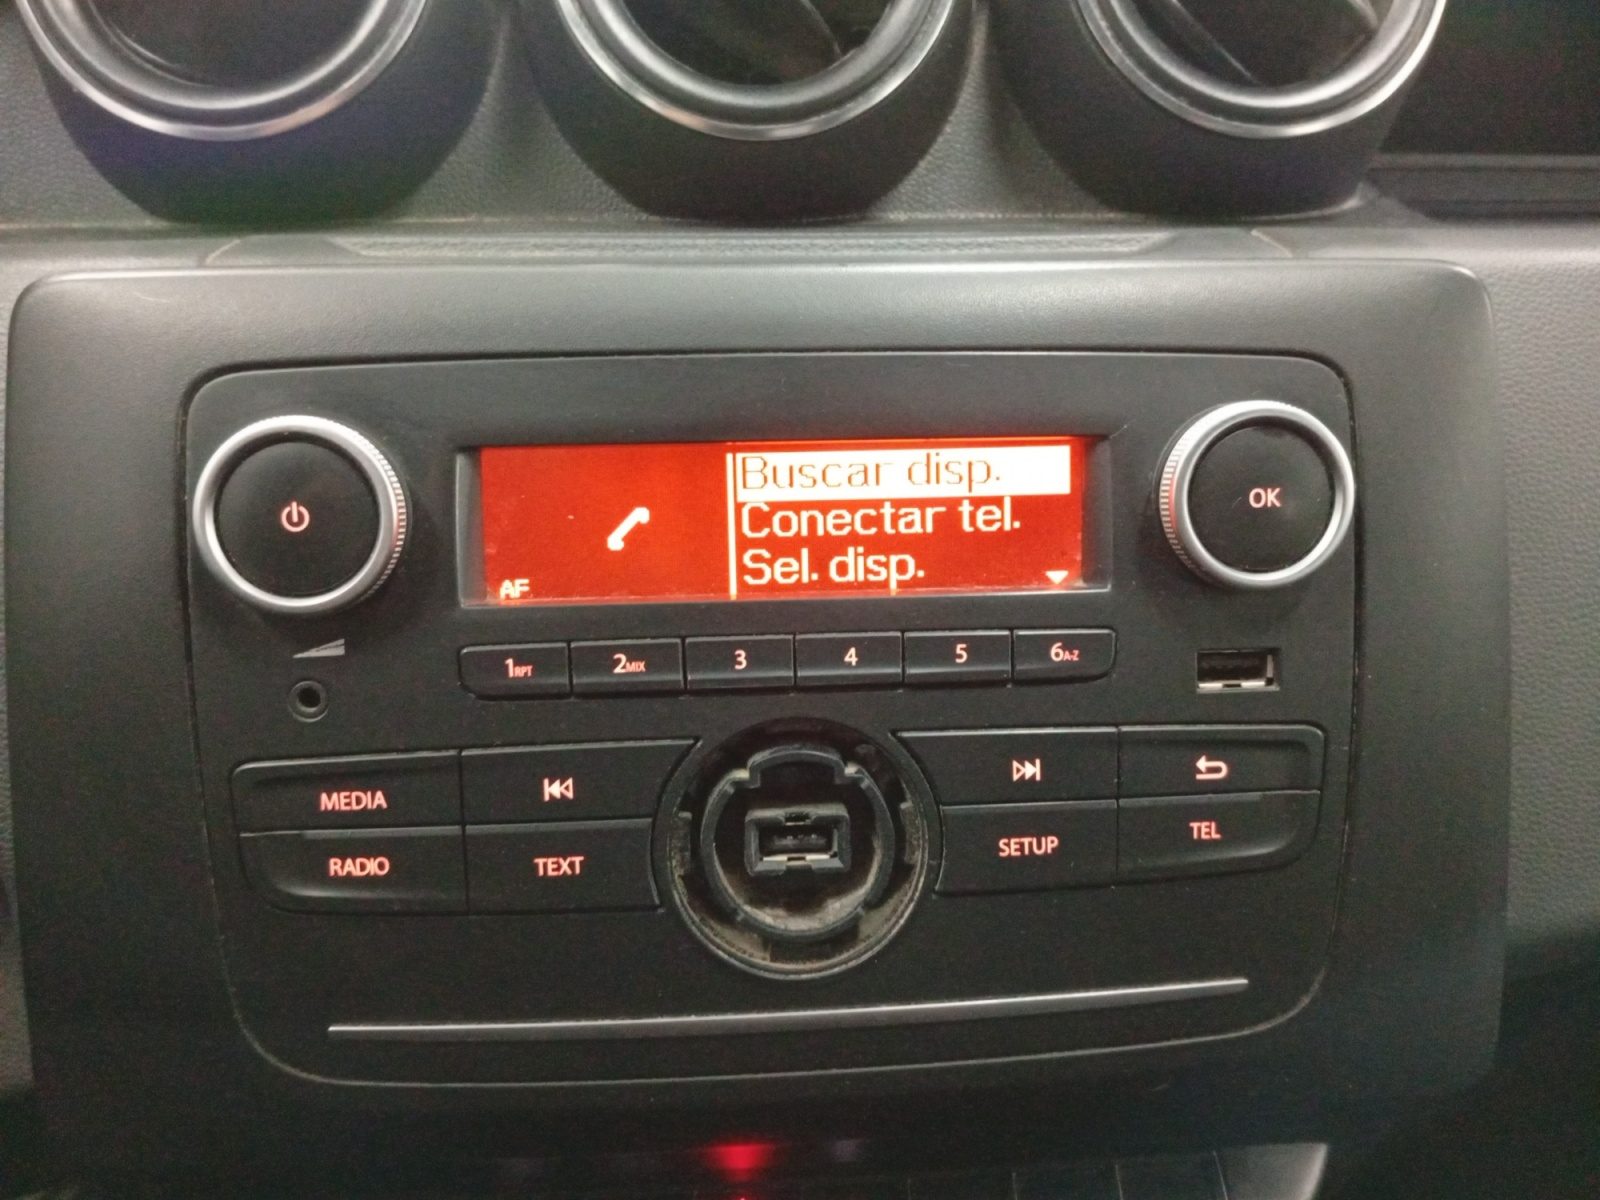 Buscar disp.
Conectar tel.
Sel. disp.
AF
OK
1RPT
2MIX
3
4
5
6A-Z
MEDIA
RADIO
TEXT
SETUP
TEL